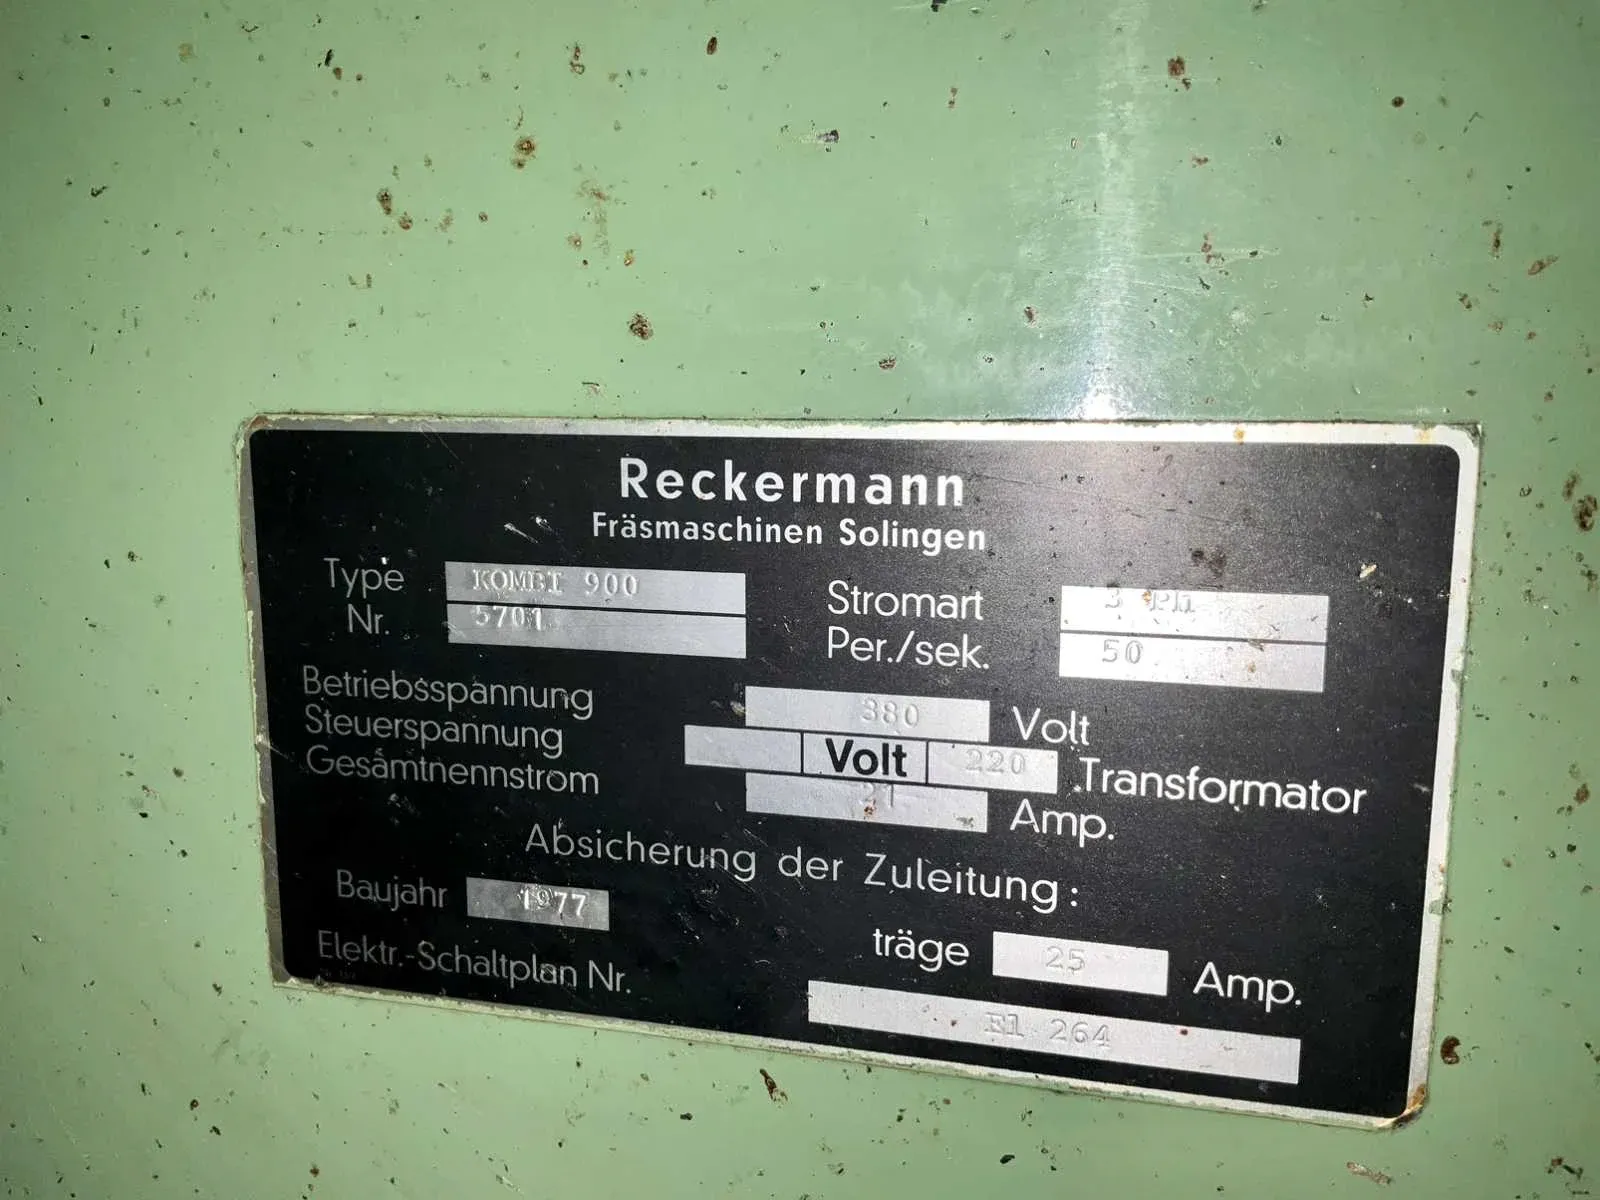 Reckermann
Fräsmaschinen Solingen
Type KOMBI 900
Nr. 5701
Stromart 3 Ph
Per./sek. 50
Betriebsspannung 380 Volt
Steuerspannung Volt 220 Transformator
Gesamtnennstrom 21 Amp.
Absicherung der Zuleitung:
Baujahr 1977
träge 25 Amp.
Elektr.-Schaltplan Nr. El 264